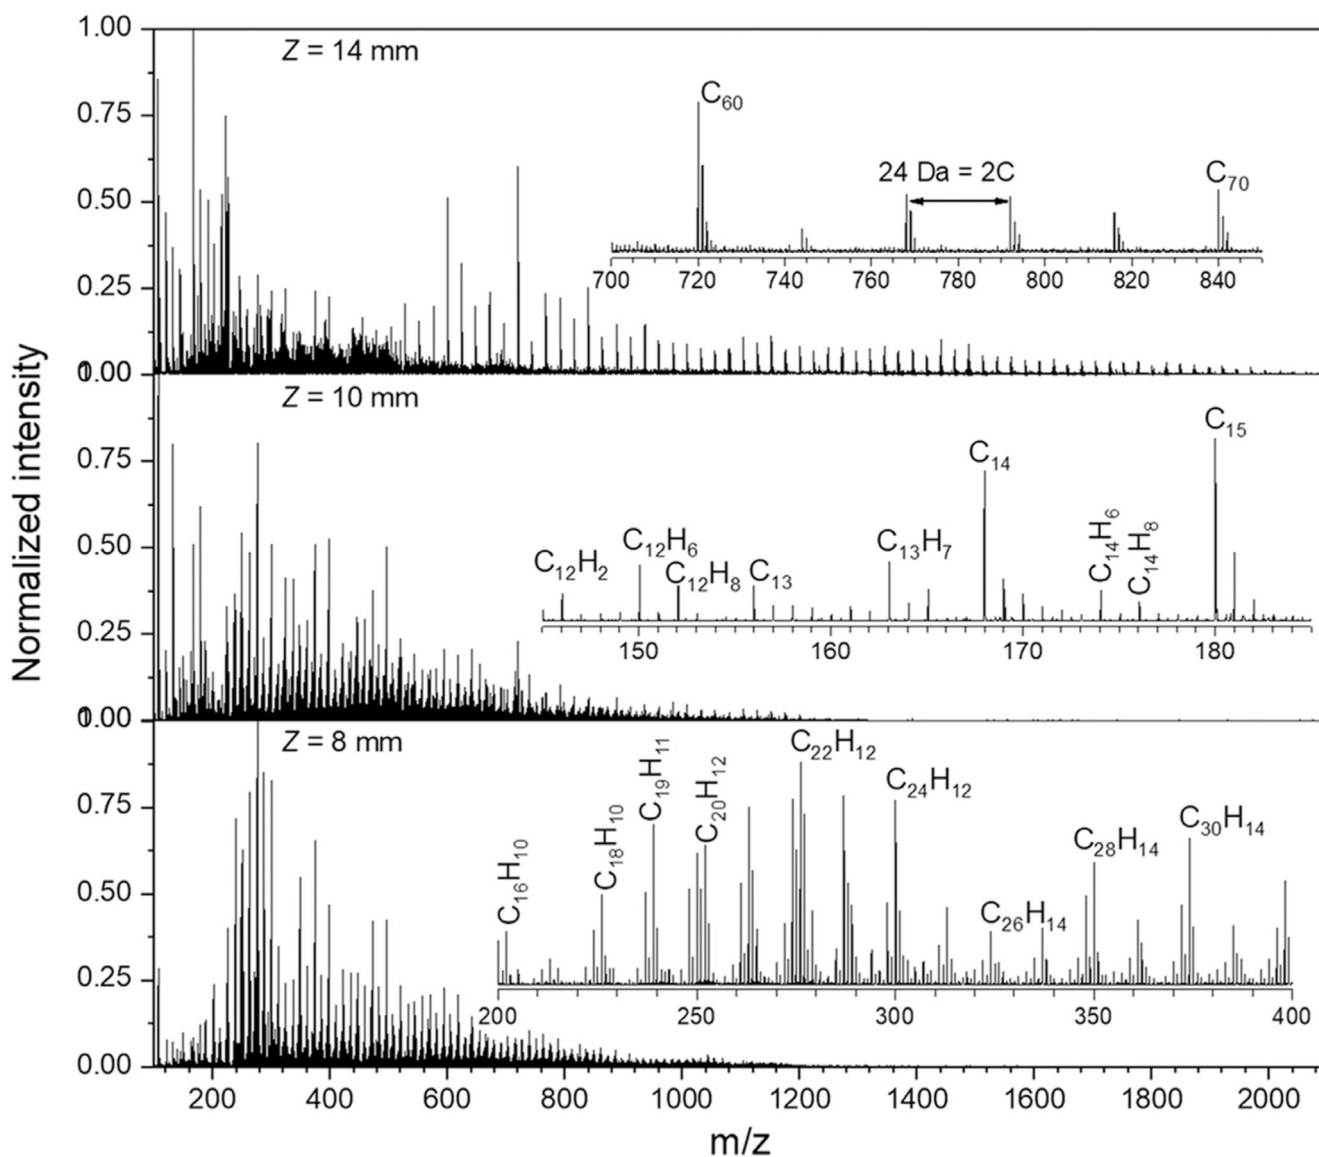 Normalized intensity
1.00
Z = 14 mm
0.75
C60
24 Da = 2C
C70
0.50
0.25
700 720 740 760 780 800 820 840
0.00
Z = 10 mm
0.75
C15
C14
0.50
C12H2
C12H6
C12H8
C13
C13H7
C14H6
C14H8
0.25
150 160 170 180
0.00
Z = 8 mm
0.75
C16H10
C18H10
C19H11
C20H12
C22H12
C24H12
C26H14
C28H14
C30H14
0.50
0.25
200 250 300 350 400
0.00
200 400 600 800 1000 1200 1400 1600 1800 2000
m/z